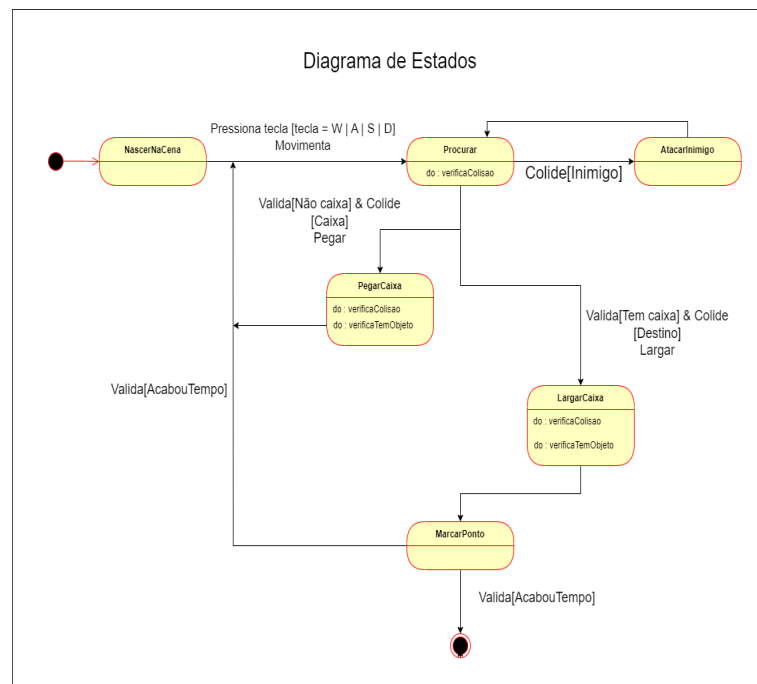 Diagrama de Estados
Pressiona tecla [tecla = W | A | S | D]
Movimenta
NascerNaCena
Procurar
do : verificaColisao
AtacarInimigo
Colide[Inimigo]
Valida[Não caixa] & Colide
[Caixa]
Pegar
PegarCaixa
do : verificaColisao
do : verificaTemObjeto
Valida[Tem caixa] & Colide
[Destino]
Largar
Valida[AcabouTempo]
LargarCaixa
do : verificaColisao
do : verificaTemObjeto
MarcarPonto
Valida[AcabouTempo]